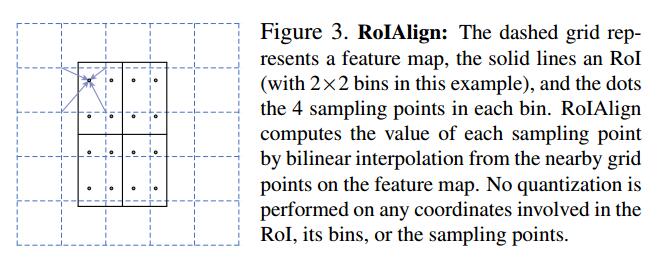 Figure 3. RoIAlign: The dashed grid rep-
resents a feature map, the solid lines an RoI
(with 2×2 bins in this example), and the dots
the 4 sampling points in each bin. RoIAlign
computes the value of each sampling point
by bilinear interpolation from the nearby grid
points on the feature map. No quantization is
performed on any coordinates involved in the
RoI, its bins, or the sampling points.